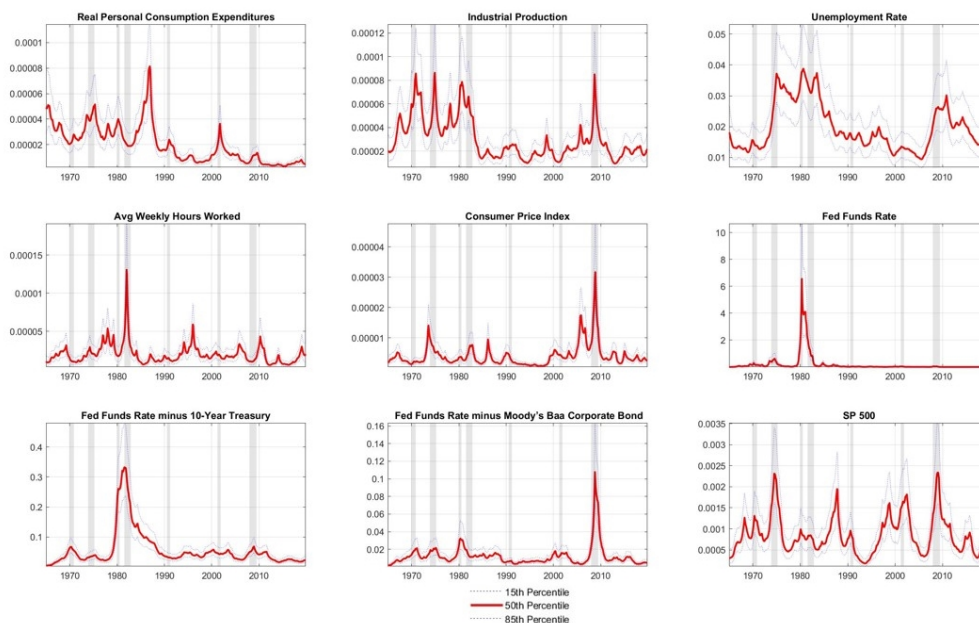 Real Personal Consumption Expenditures
0.0001
0.00008
0.00006
0.00004
0.00002
1970 1980 1990 2000 2010
Industrial Production
0.00012
0.0001
0.00008
0.00006
0.00004
0.00002
1970 1980 1990 2000 2010
Unemployment Rate
0.05
0.04
0.03
0.02
0.01
1970 1980 1990 2000 2010
Avg Weekly Hours Worked
0.00015
0.0001
0.00005
1970 1980 1990 2000 2010
Consumer Price Index
0.00004
0.00003
0.00002
0.00001
1970 1980 1990 2000 2010
Fed Funds Rate
10
8
6
4
2
1970 1980 1990 2000 2010
Fed Funds Rate minus 10-Year Treasury
0.4
0.3
0.2
0.1
1970 1980 1990 2000 2010
Fed Funds Rate minus Moody's Baa Corporate Bond
0.16
0.14
0.12
0.1
0.08
0.06
0.04
0.02
1970 1980 1990 2000 2010
SP 500
0.0035
0.003
0.0025
0.002
0.0015
0.001
0.0005
1970 1980 1990 2000 2010
15th Percentile
50th Percentile
85th Percentile